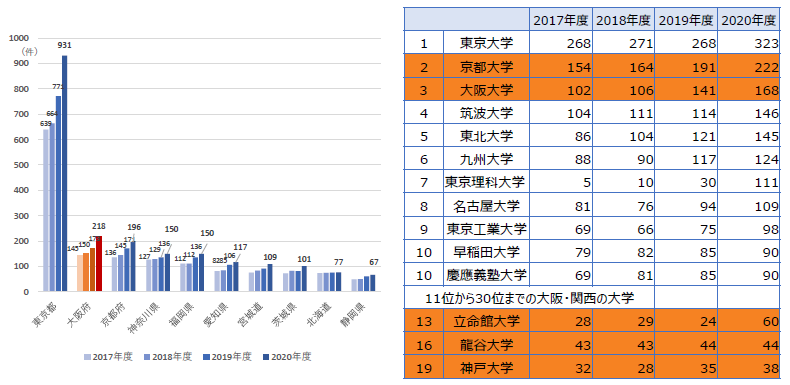 1000
(件)
900
800
700
600
500
400
300
200
100
0
639
664
931
145
150
218
136
145
196
127
129
136
150
112
112
136
150
82
85
106
117
109
101
77
67
東京都
大阪府
京都府
神奈川県
福岡県
愛知県
宮城道
茨城県
北海道
静岡県
2017年度 2018年度 2019年度 2020年度
2017年度 2018年度 2019年度 2020年度
1 東京大学 268 271 268 323
2 京都大学 154 164 191 222
3 大阪大学 102 106 141 168
4 筑波大学 104 111 114 146
5 東北大学 86 104 121 145
6 九州大学 88 90 117 124
7 東京理科大学 5 10 30 111
8 名古屋大学 81 76 94 109
9 東京工業大学 69 66 75 98
10 早稲田大学 79 82 85 90
10 慶應義塾大学 69 81 85 90
11位から30位までの大阪・関西の大学
13 立命館大学 28 29 24 60
16 龍谷大学 43 43 44 44
19 神戸大学 32 28 35 38